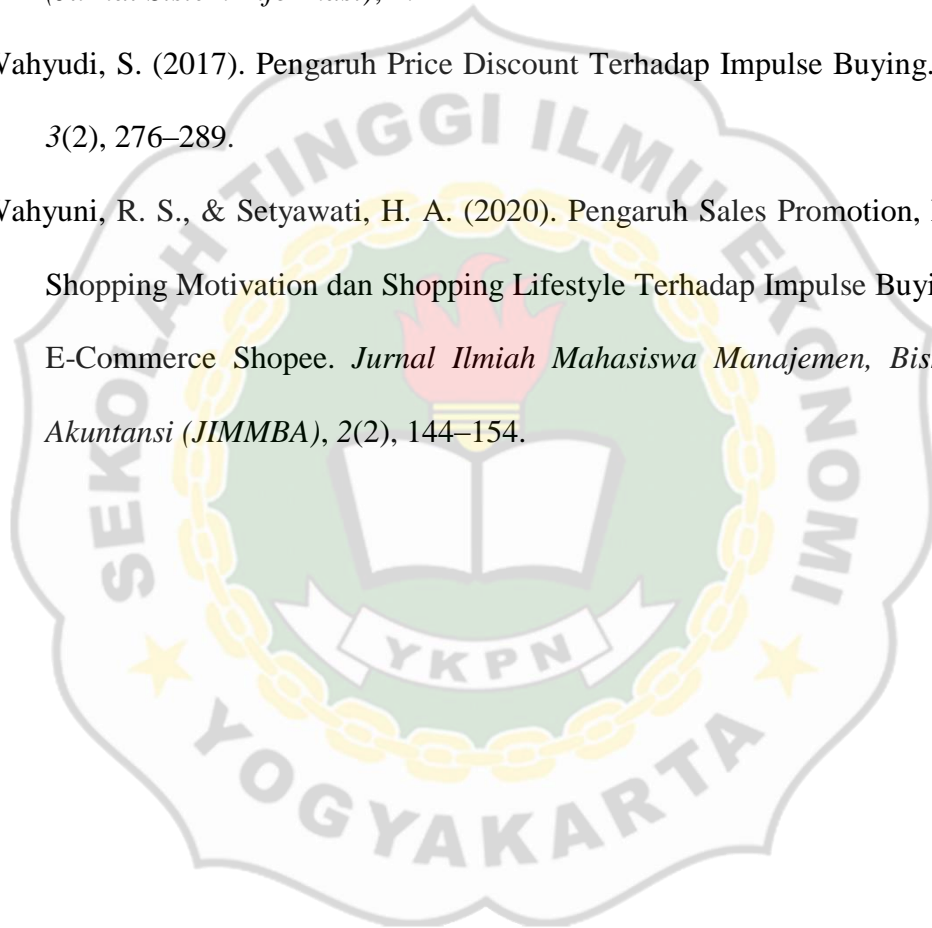 Wahyudi, S. (2017). Pengaruh Price Discount Terhadap Impulse Buying.
3(2), 276–289.
Wahyuni, R. S., & Setyawati, H. A. (2020). Pengaruh Sales Promotion,
Shopping Motivation dan Shopping Lifestyle Terhadap Impulse
E-Commerce Shopee. Jurnal Ilmiah Mahasiswa Manajemen,
Akuntansi (JIMMBA), 2(2), 144–154.
SEKOLAH TINGGI ILMU EKONOMI
YKPN
YOGYAKARTA